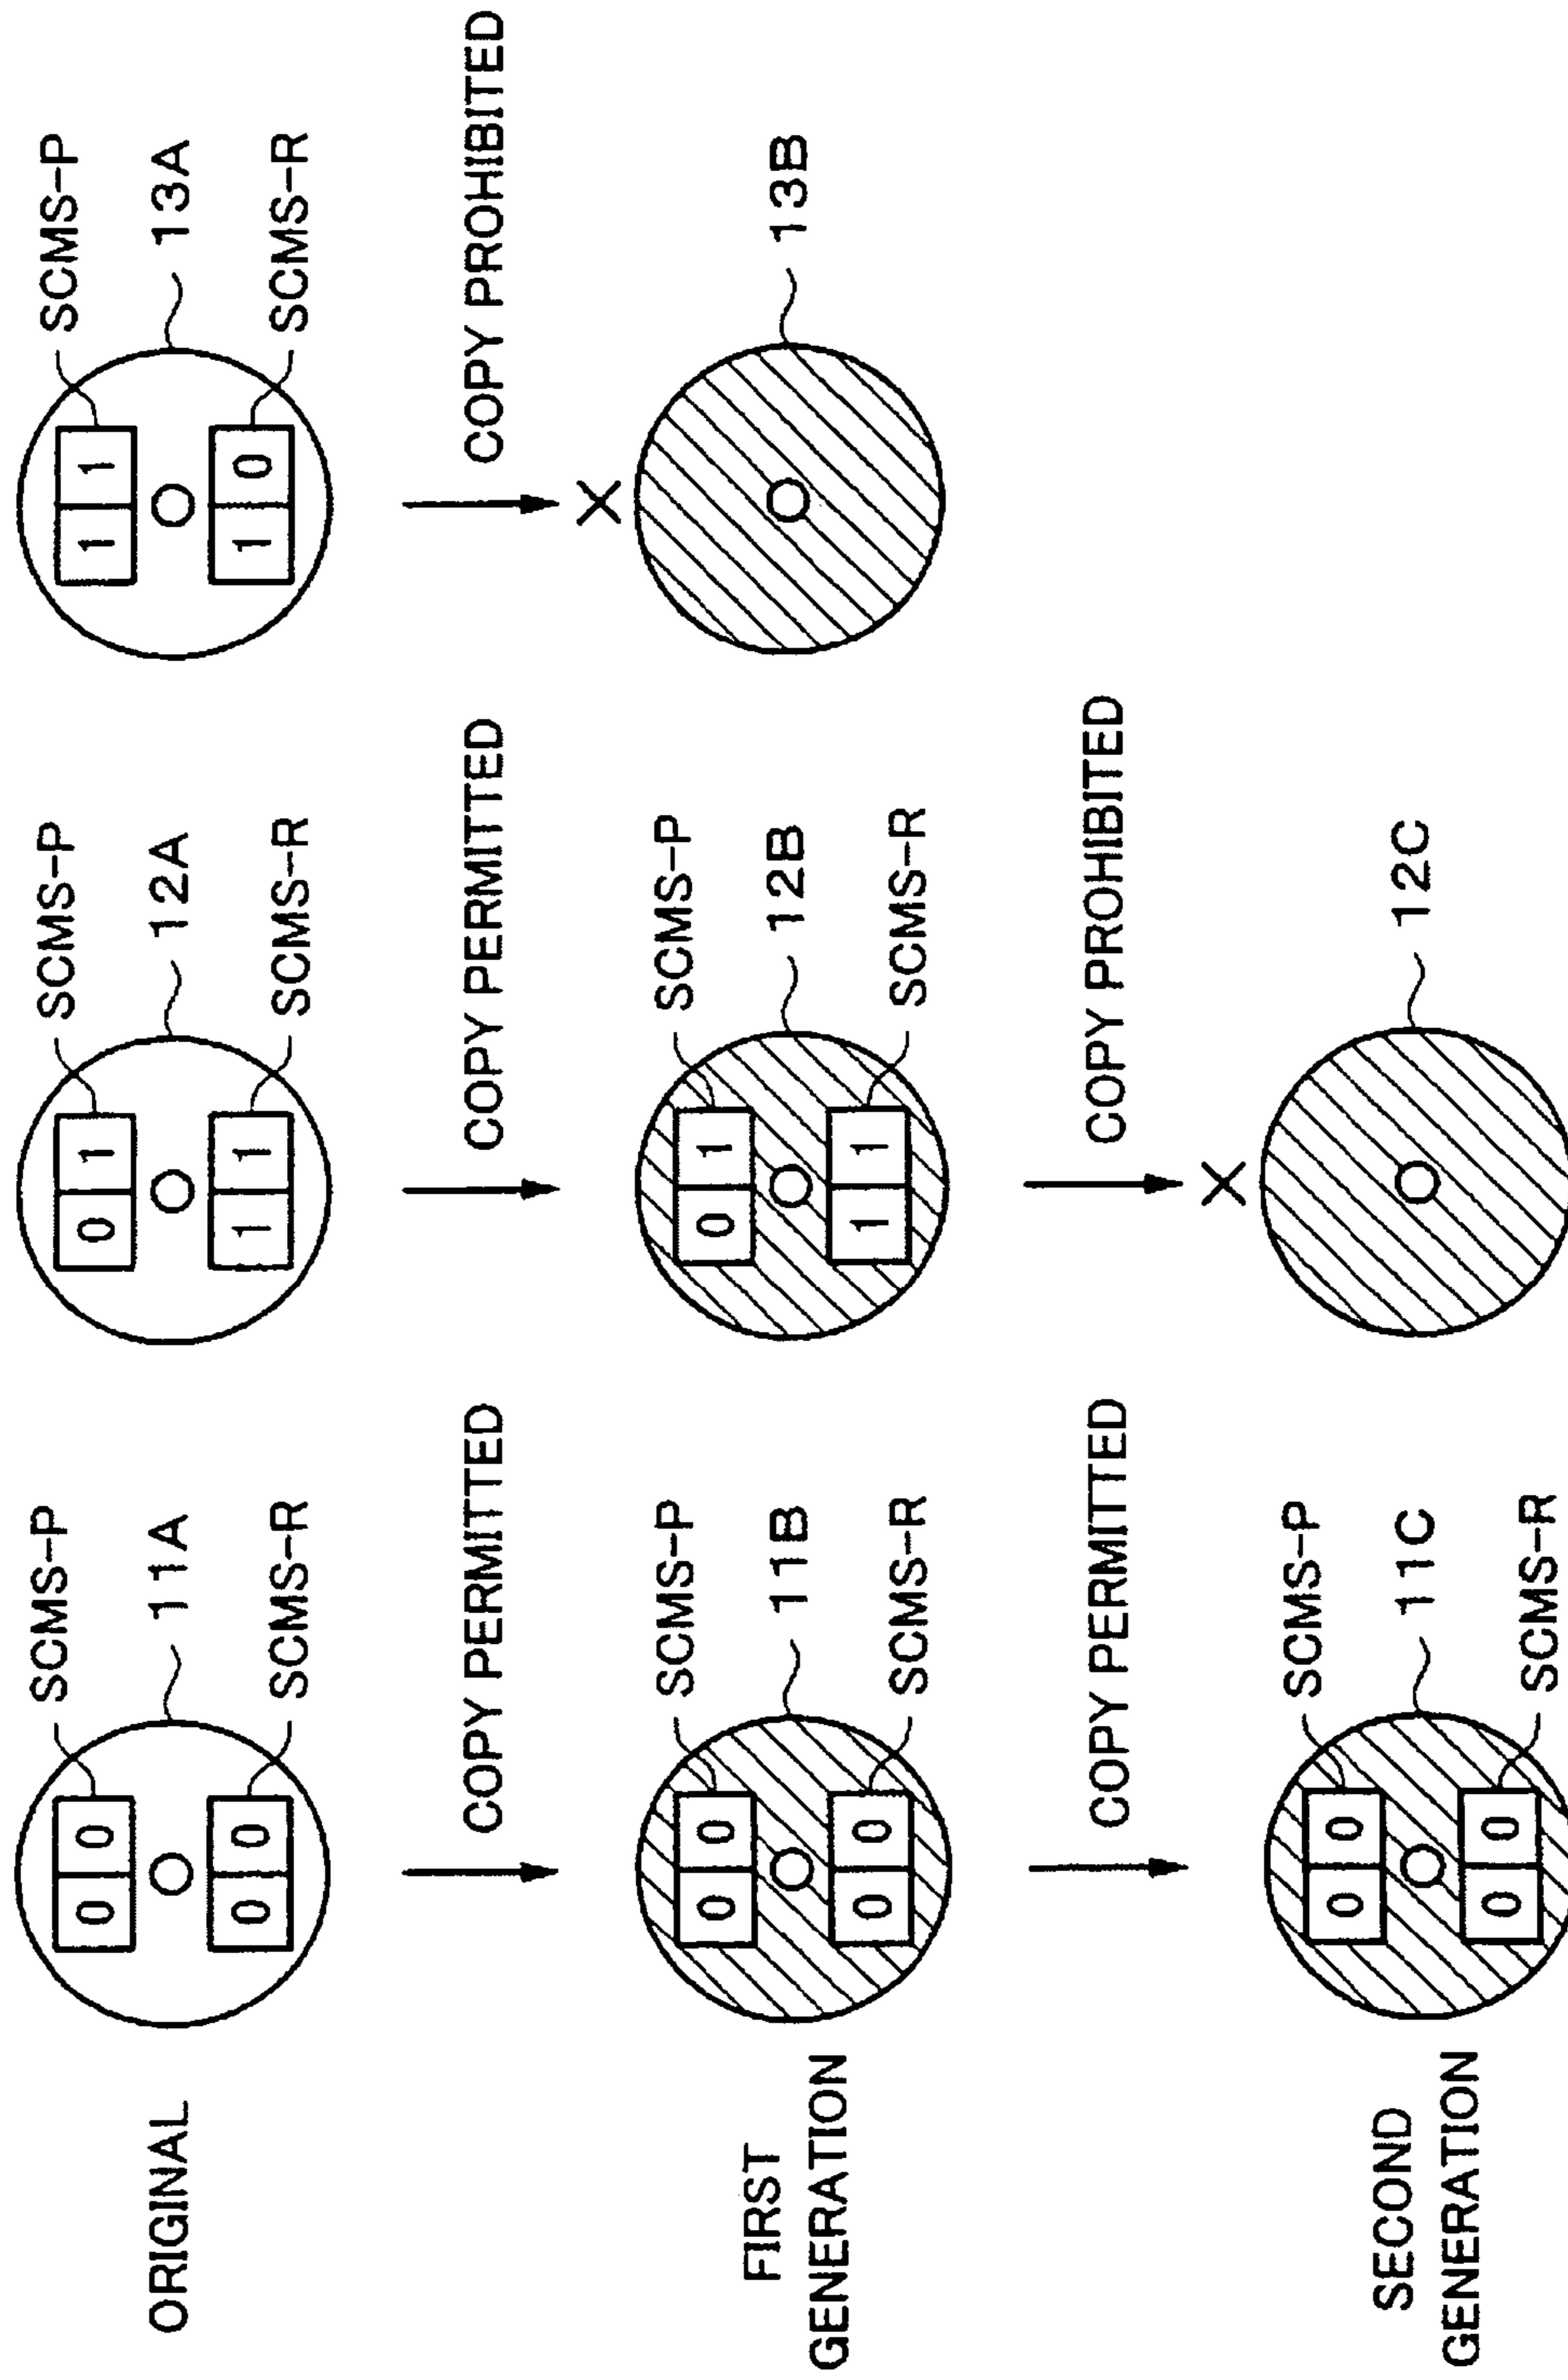 SCMS-P SCMS-P SCMS-P
0 0 0 1 1 1
ORIGINAL 11A 12A 13A
0 0 1 1 1 0
SCMS-R SCMS-R SCMS-R
COPY PERMITTED COPY PERMITTED COPY PROHIBITED
SCMS-P SCMS-P
0 0 0 1
FIRST
GENERATION
11B 12B 13B
0 0 1 1
SCMS-R SCMS-R
COPY PERMITTED COPY PROHIBITED
SCMS-P
0 0
SECOND
GENERATION
11C 12C
0 0
SCMS-R